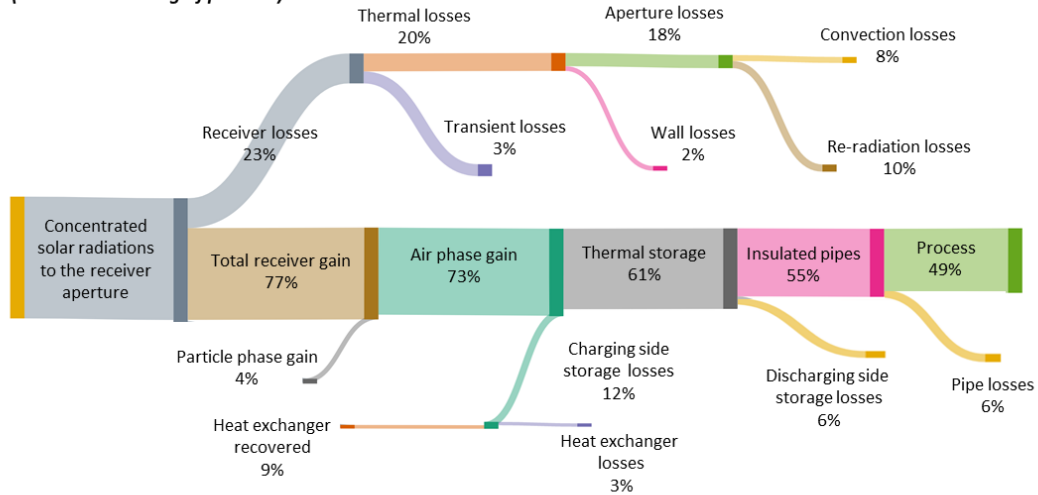 Thermal losses
20%
Aperture losses
18%
Convection losses
8%
Receiver losses
23%
Transient losses
3%
Wall losses
2%
Re-radiation losses
10%
Concentrated
solar radiations
to the receiver
aperture
Total receiver gain
77%
Air phase gain
73%
Thermal storage
61%
Insulated pipes
55%
Process
49%
Particle phase gain
4%
Charging side
storage losses
12%
Discharging side
storage losses
6%
Pipe losses
6%
Heat exchanger
recovered
9%
Heat exchanger
losses
3%